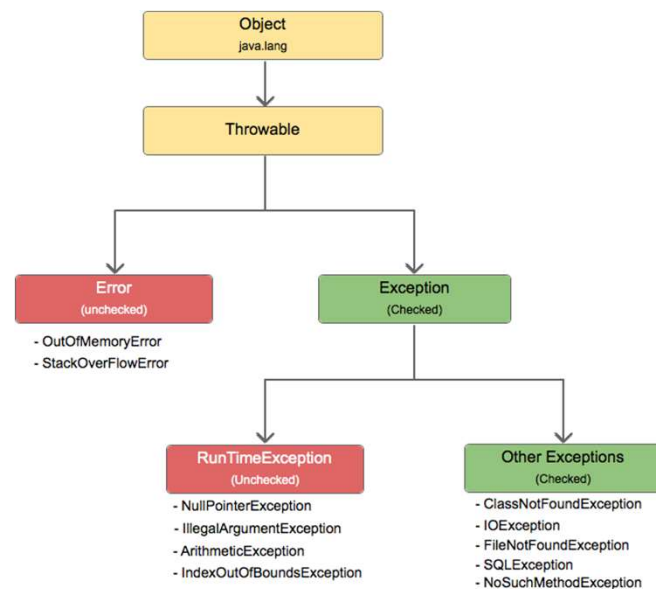 Object
java.lang
Throwable
Error
(unchecked)
- OutOfMemoryError
- StackOverFlowError
Exception
(Checked)
RunTimeException
(Unchecked)
- NullPointerException
- IllegalArgumentException
- ArithmeticException
- IndexOutOfBoundsException
Other Exceptions
(Checked)
- ClassNotFoundException
- IOException
- FileNotFoundException
- SQLException
- NoSuchMethodException